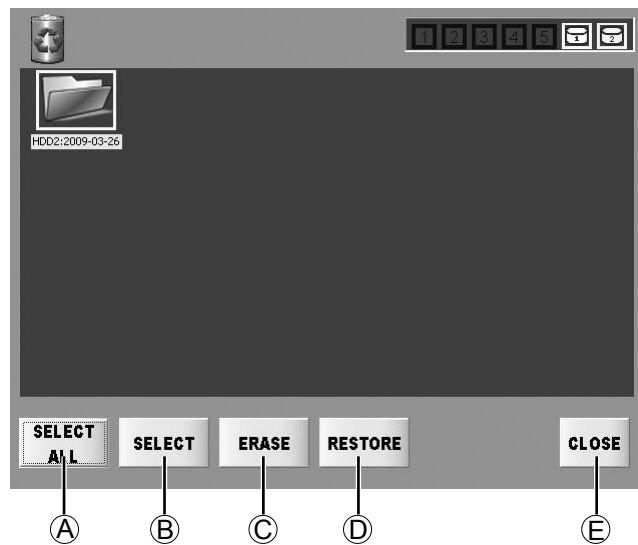 1 2 3 4 5 1 2
HDD2:2009-03-26
SELECT ALL
SELECT
ERASE
RESTORE
CLOSE
A B C D E